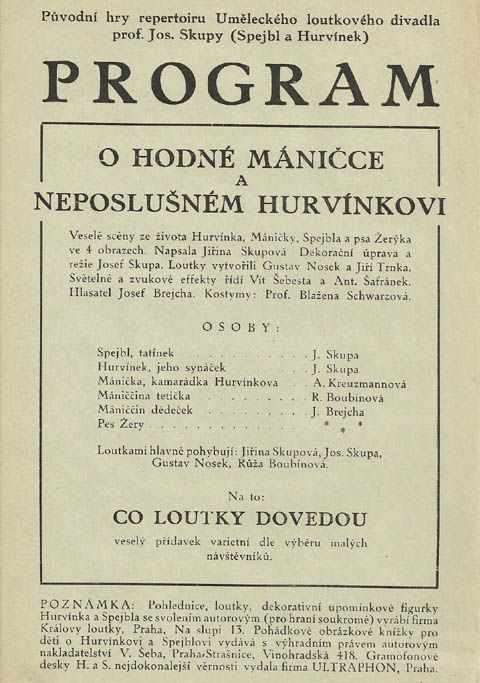 Původní hry repertoiru Uměleckého loutkového divadla
prof. Jos. Skupy (Spejbl a Hurvínek)
PROGRAM
O HODNÉ MÁNIČCE
A
NEPOSLUŠNÉM HURVÍNKOVI
Veselé scény ze života Hurvínka, Máničky, Spejbla a psa Žerýka
ve 4 obrazech. Napsala Jiřina Skupová Dekorační úprava a
režie Josef Skupa. Loutky vytvořili Gustav Nosek a Jiří Trnka.
Světelné a zvukové effekty řídí Vít Šebesta a Ant. Šafránek.
Hlasatel Josef Brejcha. Kostymy: Prof. Blažena Schwarzová.
OSOBY:
Spejbl, tatínek . . . . . . . . . . J. Skupa
Hurvínek, jeho synáček . . . . . . . J. Skupa
Mánička, kamarádka Hurvínkova . . A. Kreuzmannová
Mániččina tetička . . . . . . . . . R. Boubínová
Mániččin dědeček . . . . . . . . . J. Brejcha
Pes Žery . . . . . . . . . . . . . * * *
Loutkami hlavně pohybují: Jiřina Skupová, Jos. Skupa,
Gustav Nosek, Růža Boubínová.
Na to:
CO LOUTKY DOVEDOU
veselý přídavek varietní dle výběru malých
návštěvníků.
POZNÁMKA: Pohlednice, loutky, dekorativní upomínkové figurky
Hurvínka a Spejbla se svolením autorovým (pro hraní soukromé) vyrábí firma
Královy loutky, Praha, Na slupi 13. Pohádkové obrázkové knížky pro
děti o Hurvínkovi a Spejblovi vydává s výhradním právem autorovým
nakladatelství V. Šeba, Praha-Strašnice, Vinohradská 418. Gramofonové
desky H. a S. nejdokonalejší věrnosti vydala firma ULTRAPHON, Praha.